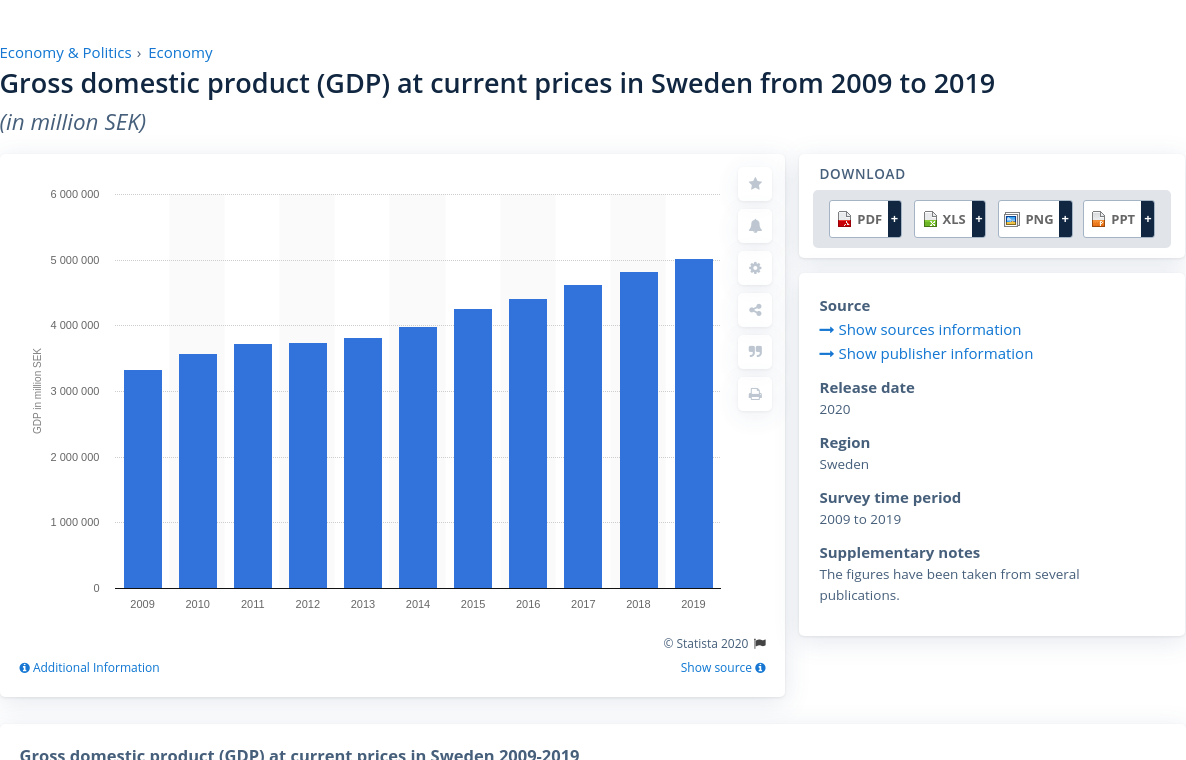 Economy & Politics › Economy
Gross domestic product (GDP) at current prices in Sweden from 2009 to 2019
(in million SEK)
6 000 000
5 000 000
4 000 000
3 000 000
2 000 000
1 000 000
0
GDP in million SEK
2009 2010 2011 2012 2013 2014 2015 2016 2017 2018 2019
© Statista 2020
Additional Information
Show source
DOWNLOAD
PDF + XLS + PNG + PPT +
Source
Show sources information
Show publisher information
Release date
2020
Region
Sweden
Survey time period
2009 to 2019
Supplementary notes
The figures have been taken from several
publications.
Gross domestic product (GDP) at current prices in Sweden 2009-2019